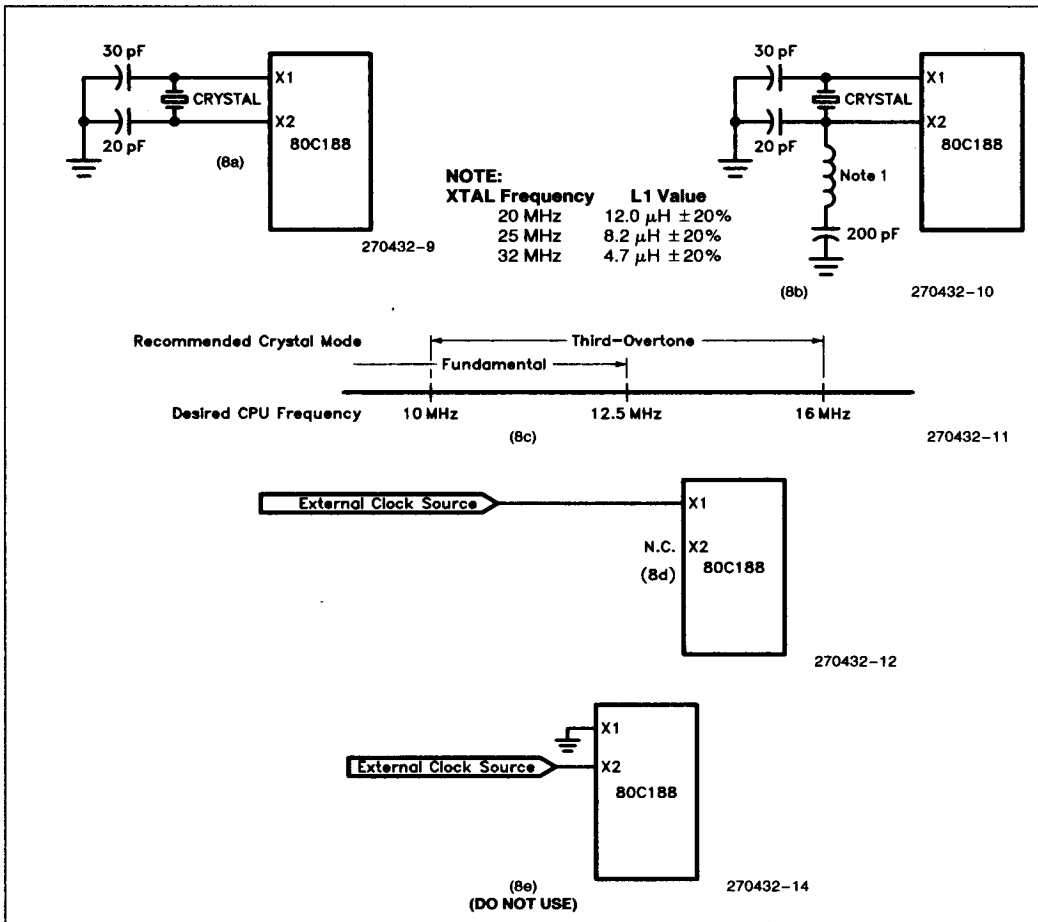 30 pF
X1
CRYSTAL
X2
20 pF
80C188
(8a)
270432-9
30 pF
X1
CRYSTAL
X2
20 pF
80C188
Note 1
200 pF
(8b)
270432-10
NOTE:
XTAL Frequency L1 Value
20 MHz 12.0 μH ±20%
25 MHz 8.2 μH ±20%
32 MHz 4.7 μH ±20%
Recommended Crystal Mode
Third-Overtone
Fundamental
Desired CPU Frequency 10 MHz 12.5 MHz 16 MHz
(8c)
270432-11
External Clock Source
X1
N.C. X2
(8d)
80C188
270432-12
X1
External Clock Source
X2
80C188
(8e)
270432-14
(DO NOT USE)